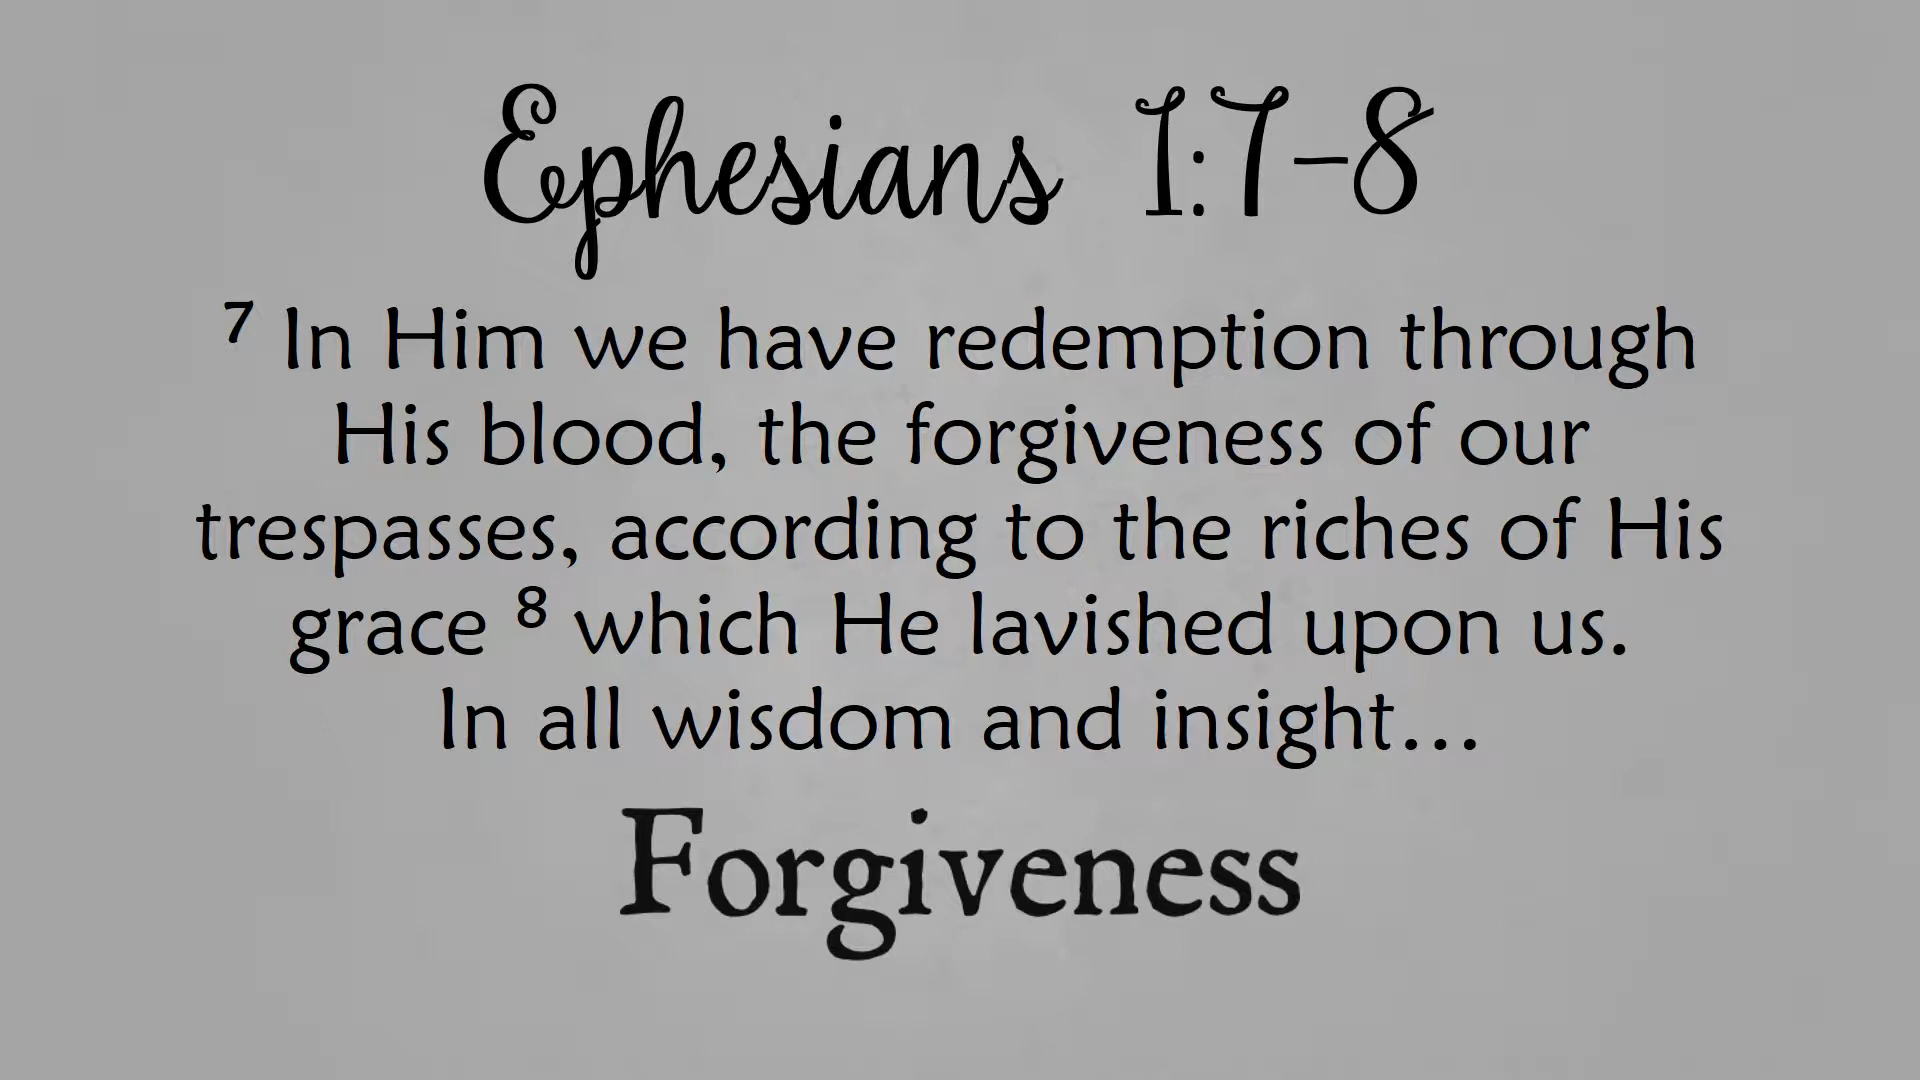 Ephesians 1:7-8
⁷ In Him we have redemption through
His blood, the forgiveness of our
trespasses, according to the riches of His
grace ⁸ which He lavished upon us.
In all wisdom and insight...
Forgiveness